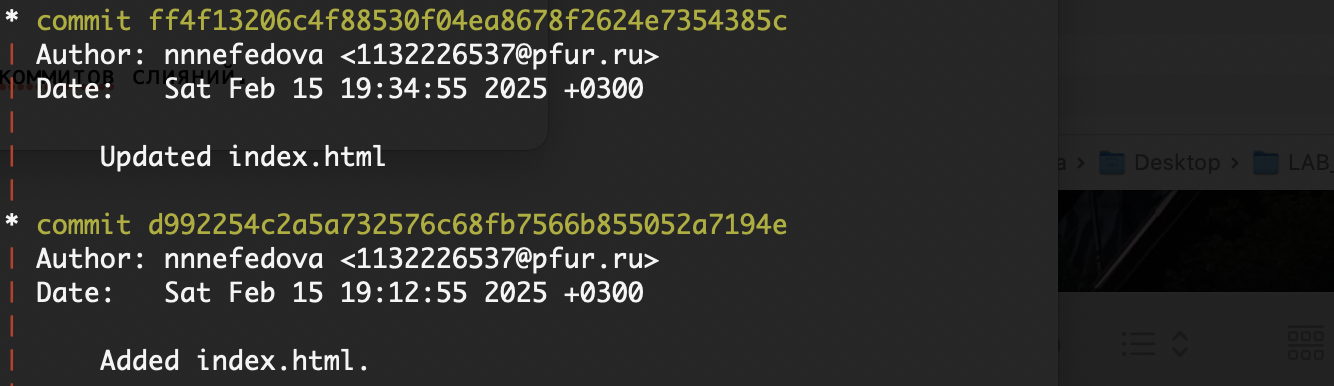 * commit ff4f13206c4f88530f04ea8678f2624e7354385c
| Author: nnnefedova <1132226537@pfur.ru>
коммитов слияний.
| Date:   Sat Feb 15 19:34:55 2025 +0300
|
|     Updated index.html
|
a › Desktop › LAB_
* commit d992254c2a5a732576c68fb7566b855052a7194e
| Author: nnnefedova <1132226537@pfur.ru>
| Date:   Sat Feb 15 19:12:55 2025 +0300
|
|     Added index.html.